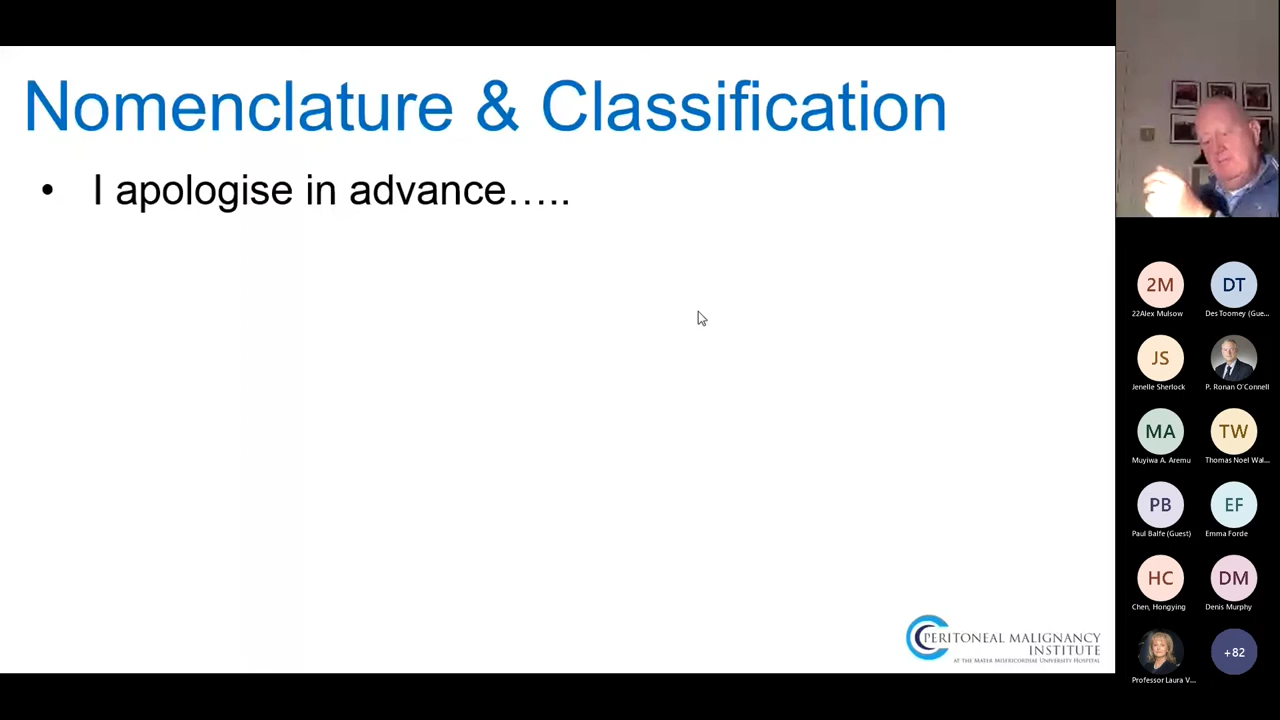 Nomenclature & Classification
• I apologise in advance…..
PERITONEAL MALIGNANCY
INSTITUTE
AT THE MATER MISERICORDIAE UNIVERSITY HOSPITAL
2M
DT
22Alex Mulsow
Des Toomey (Gue...
JS
Jenelle Sherlock
P. Ronan O'Connell
MA
TW
Muyiwa A. Aremu
Thomas Noel Wal...
PB
EF
Paul Balfe (Guest)
Emma Forde
HC
DM
Chen, Hongying
Denis Murphy
+82
Professor Laura V...